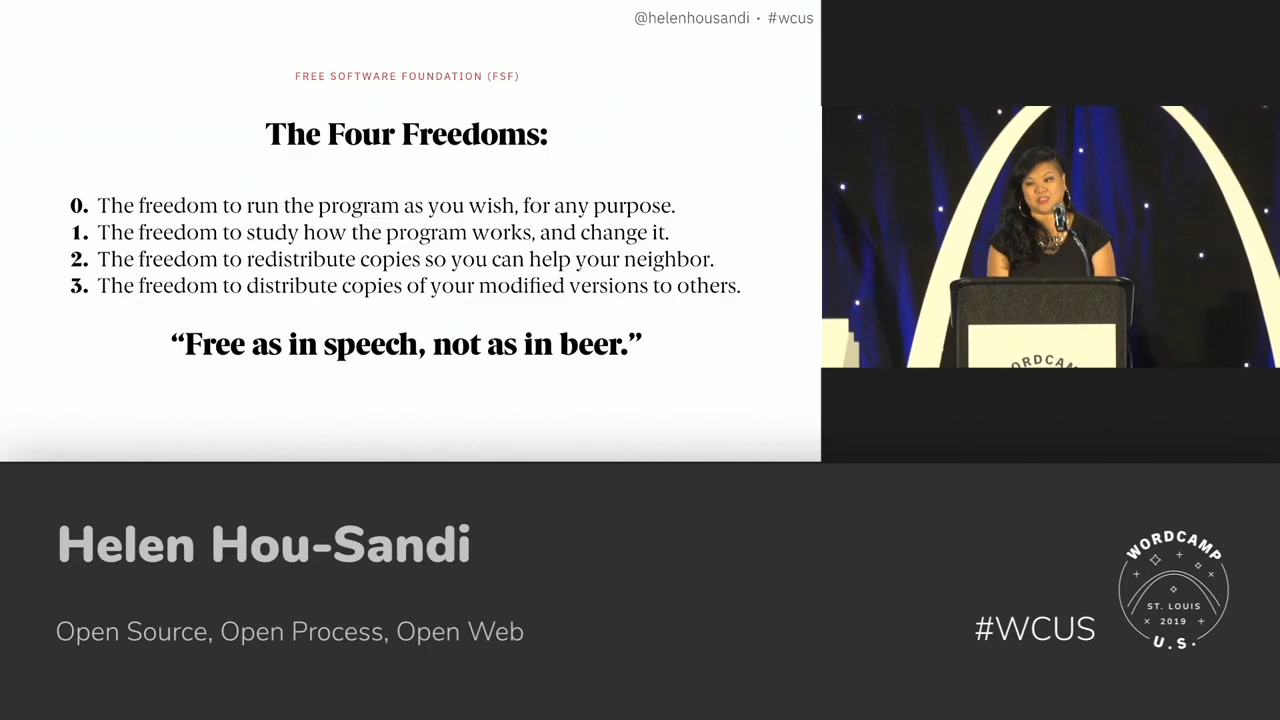 @helenhousandi · #wcus
FREE SOFTWARE FOUNDATION (FSF)
The Four Freedoms:
0. The freedom to run the program as you wish, for any purpose.
1. The freedom to study how the program works, and change it.
2. The freedom to redistribute copies so you can help your neighbor.
3. The freedom to distribute copies of your modified versions to others.
“Free as in speech, not as in beer.”
Helen Hou-Sandi
Open Source, Open Process, Open Web
#WCUS
WORDCAMP
ST. LOUIS
2019
U.S.